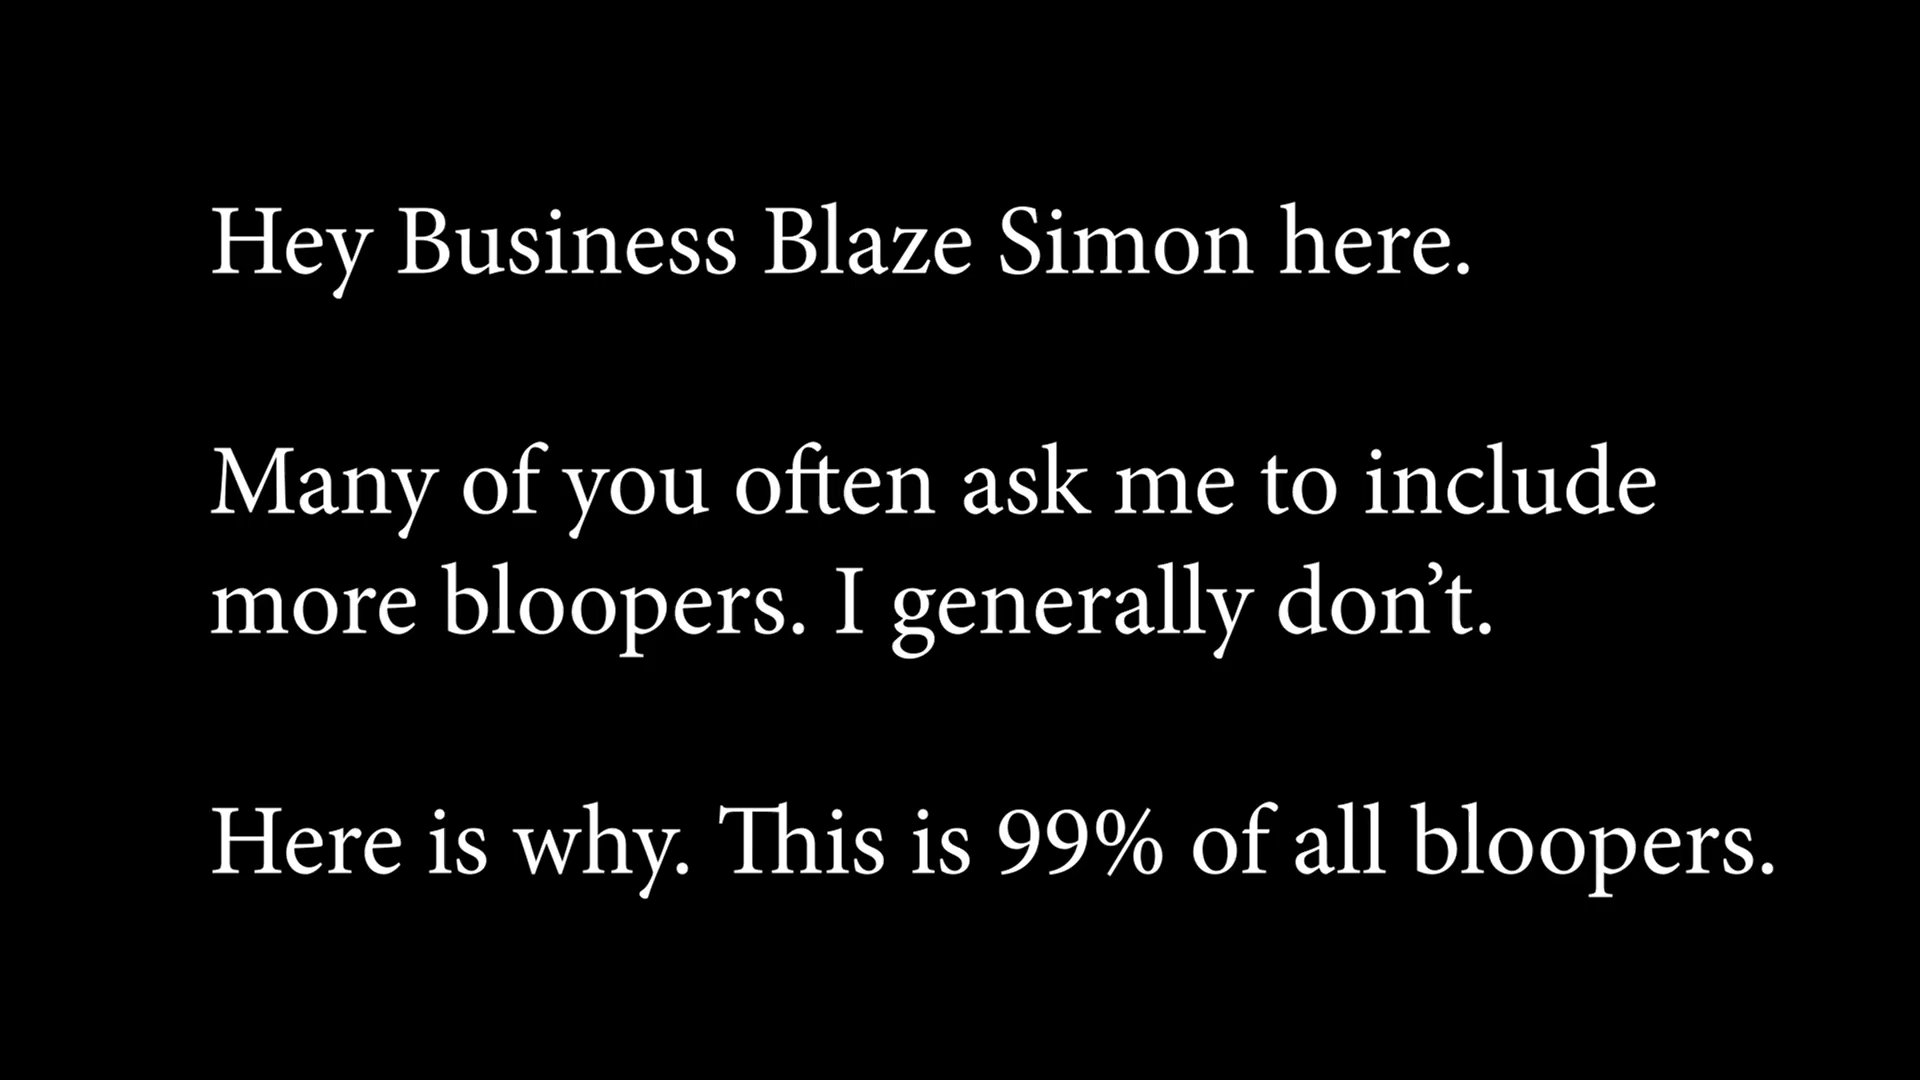 Hey Business Blaze Simon here.
Many of you often ask me to include
more bloopers. I generally don’t.
Here is why. This is 99% of all bloopers.